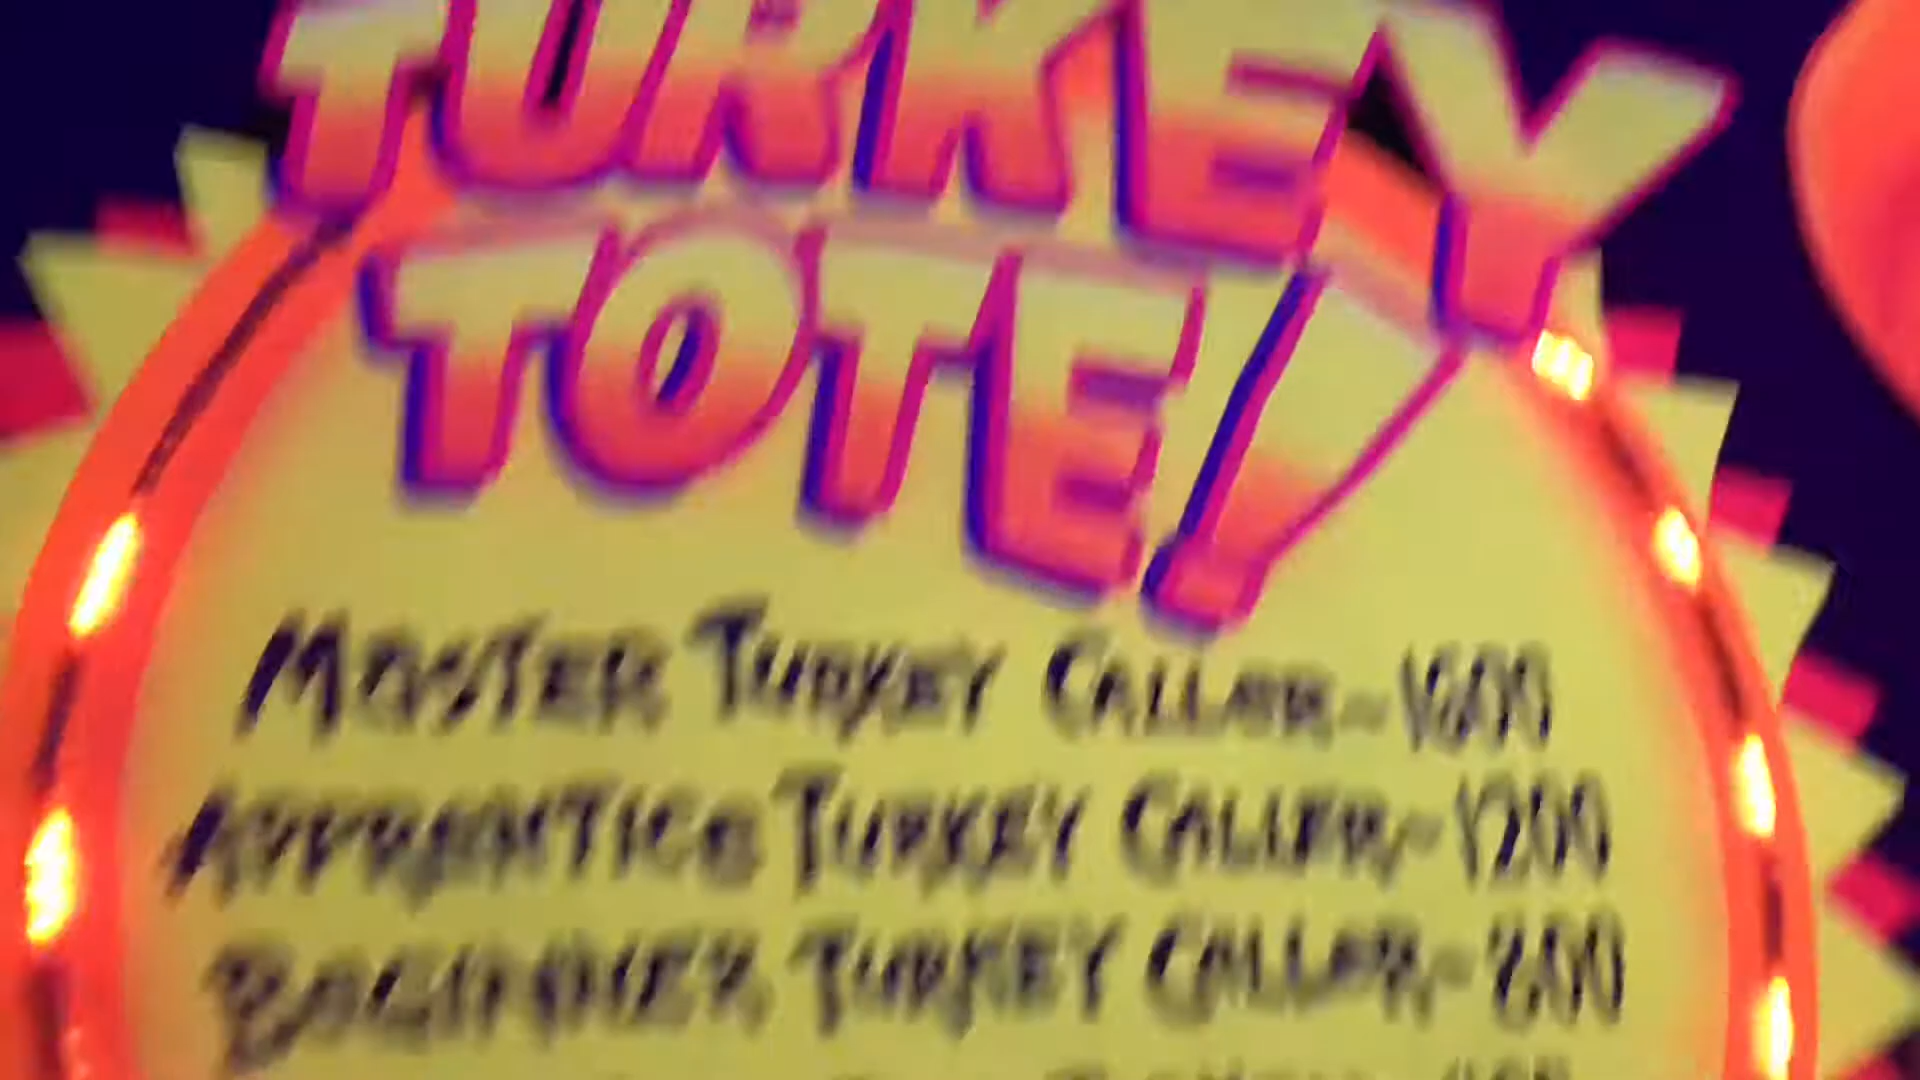 TURKEY
TOTE!
MASTER TURKEY CALLER - 1600
APPRENTICE TURKEY CALLER - 1200
BEGINNER TURKEY CALLER - 800